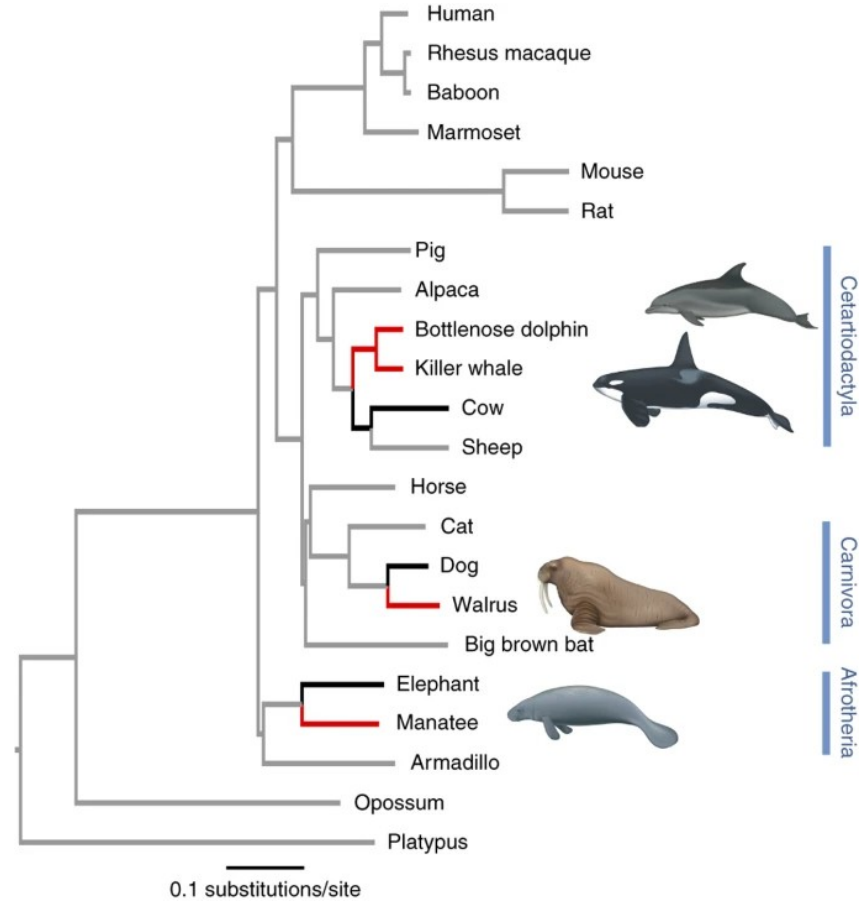 Human
Rhesus macaque
Baboon
Marmoset
Mouse
Rat
Pig
Alpaca
Bottlenose dolphin
Killer whale
Cow
Sheep
Cetartiodactyla
Horse
Cat
Dog
Walrus
Big brown bat
Carnivora
Elephant
Manatee
Armadillo
Afrotheria
Opossum
Platypus
0.1 substitutions/site